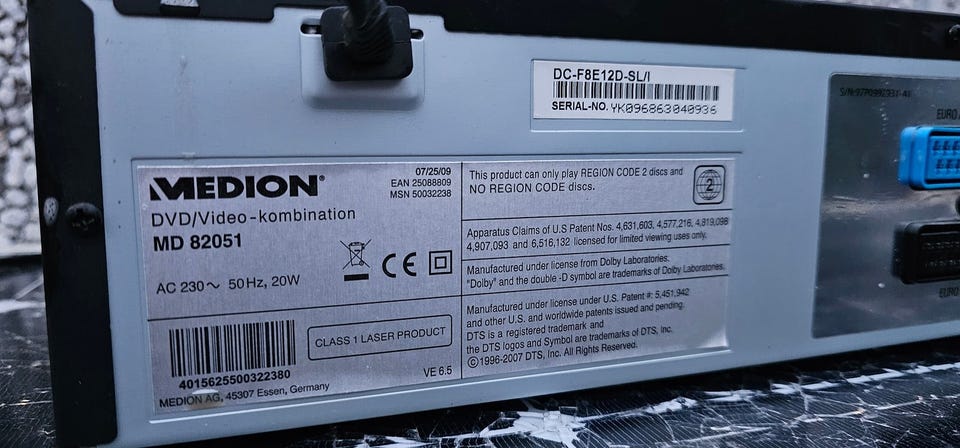 DC-F8E12D-SL/I
SERIAL-NO. YK096863040936
EURO
MEDION®
07/25/09
EAN 25088809
MSN 50032238
DVD/Video-kombination
MD 82051
AC 230~ 50Hz, 20W
CE
CLASS 1 LASER PRODUCT
4015625500322380
VE 6.5
MEDION AG, 45307 Essen, Germany
This product can only play REGION CODE 2 discs and
NO REGION CODE discs.
2
Apparatus Claims of U.S Patent Nos. 4,631,603, 4,577,216, 4,819,098
4,907,093 and 6,516,132 licensed for limited viewing uses only.
Manufactured under license from Dolby Laboratories.
"Dolby" and the double -D symbol are trademarks of Dolby Laboratories.
Manufactured under license under U.S. Patent #: 5,451,942
and other U.S. and worldwide patents issued and pending.
DTS is a registered trademark and
the DTS logos and Symbol are trademarks of DTS, Inc.
©1996-2007 DTS, Inc. All Rights Reserved.
EURO